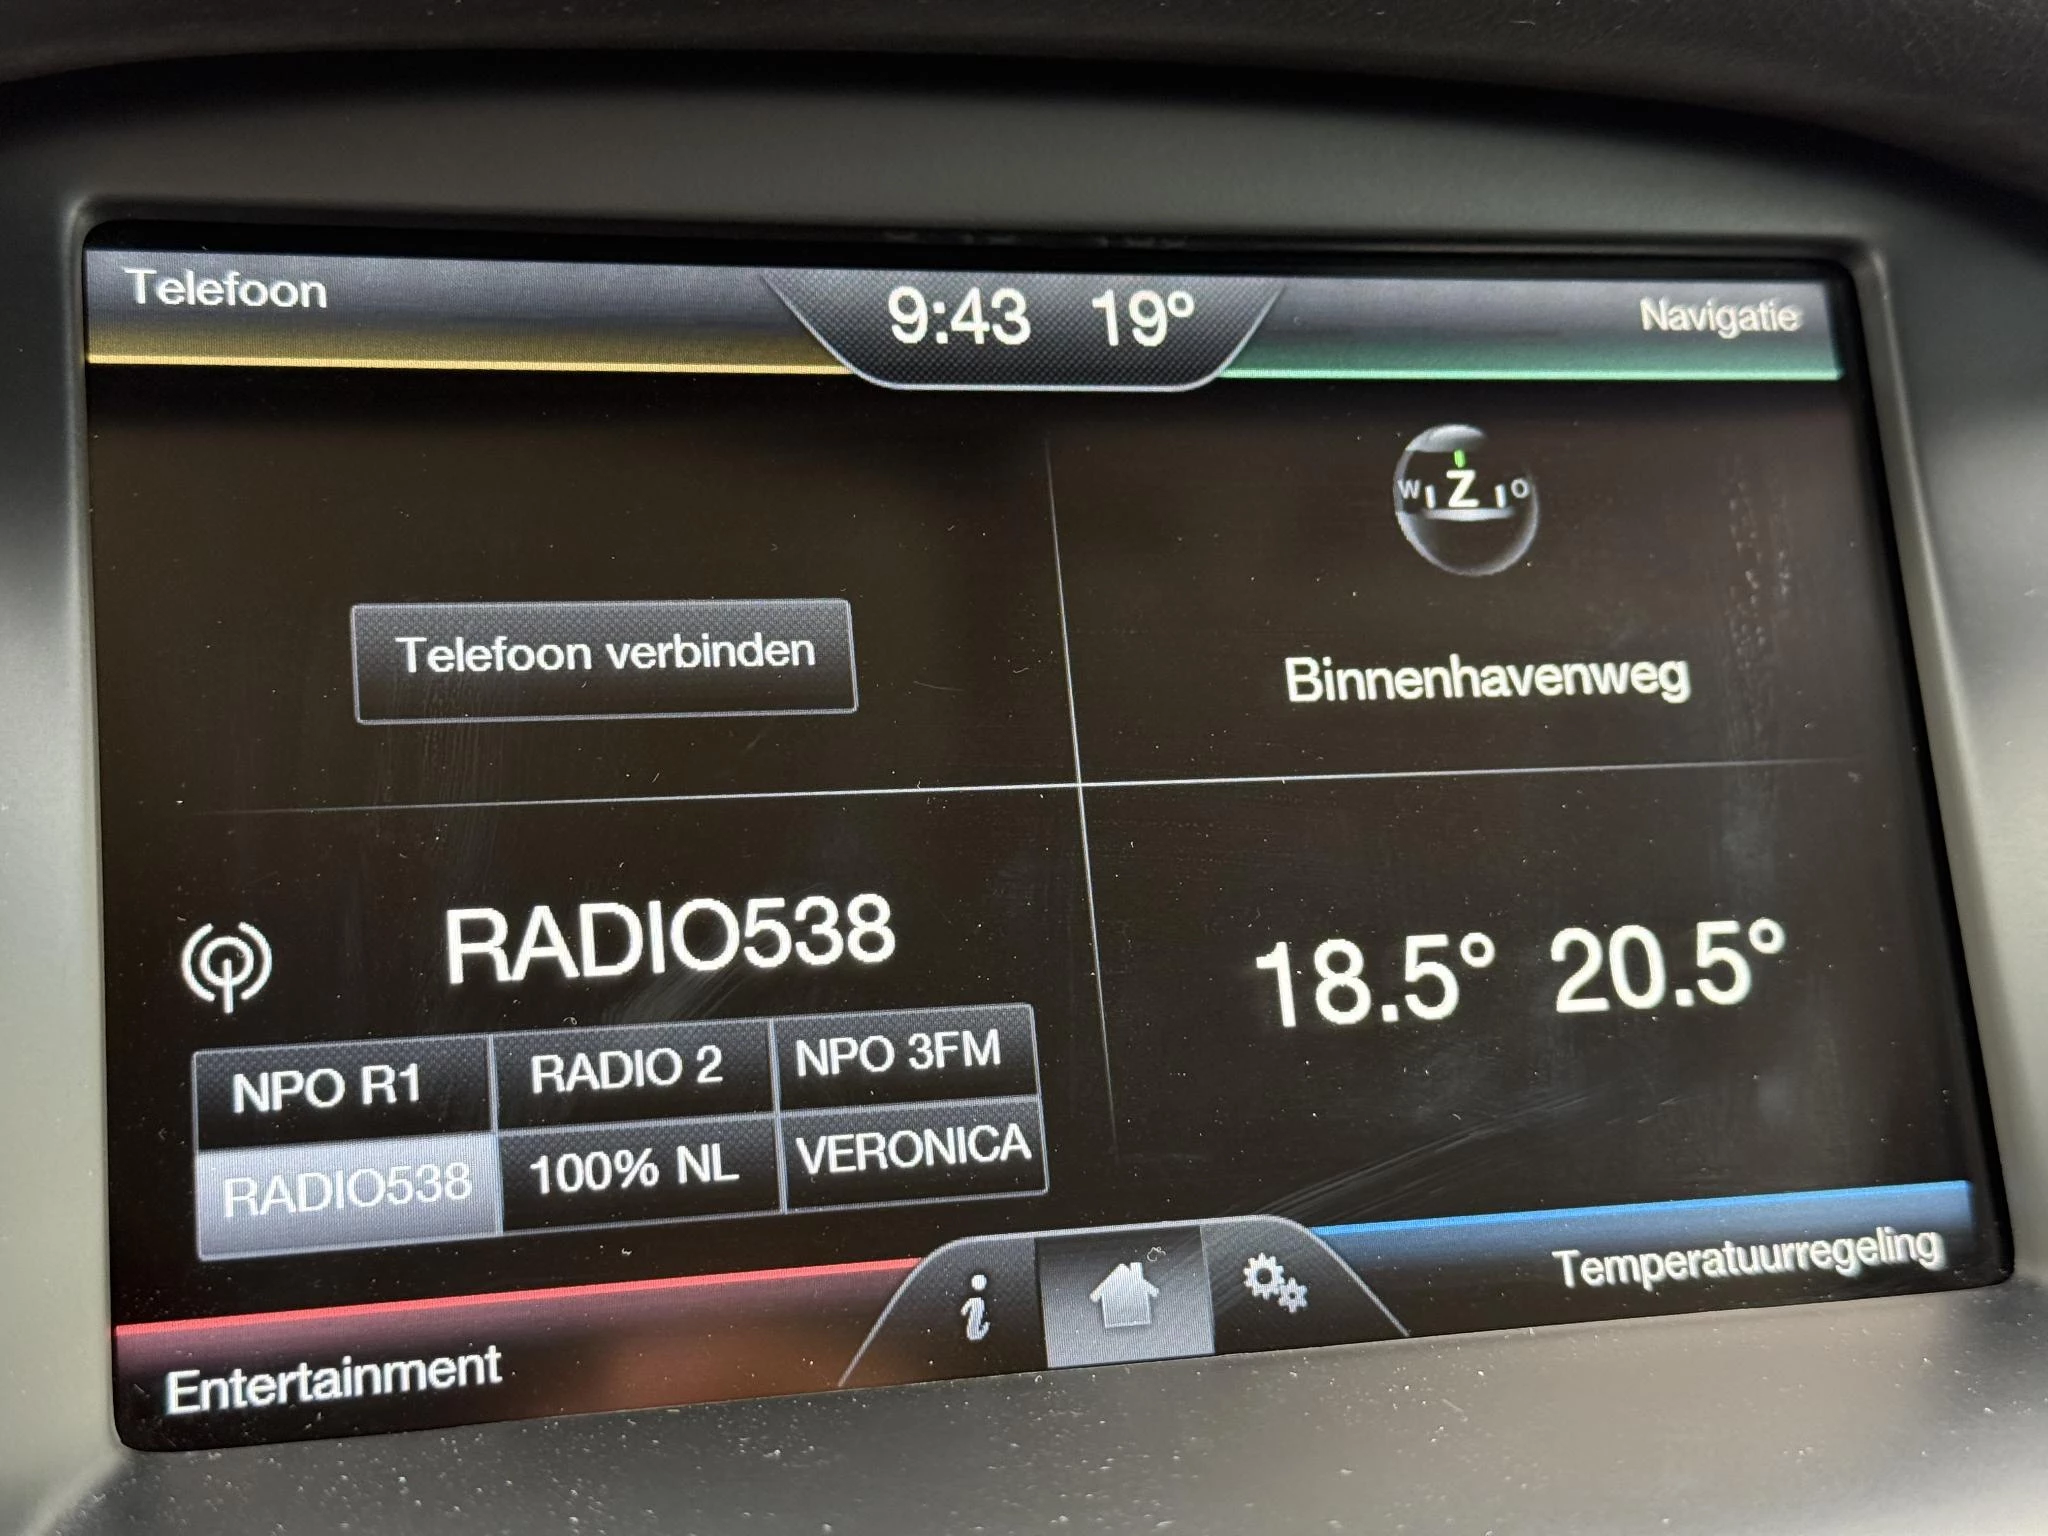 Telefoon
9:43 19°
Navigatie
W Z O
Telefoon verbinden
Binnenhavenweg
RADIO538
18.5° 20.5°
NPO R1 RADIO 2 NPO 3FM
RADIO538 100% NL VERONICA
i
Entertainment
Temperatuurregeling